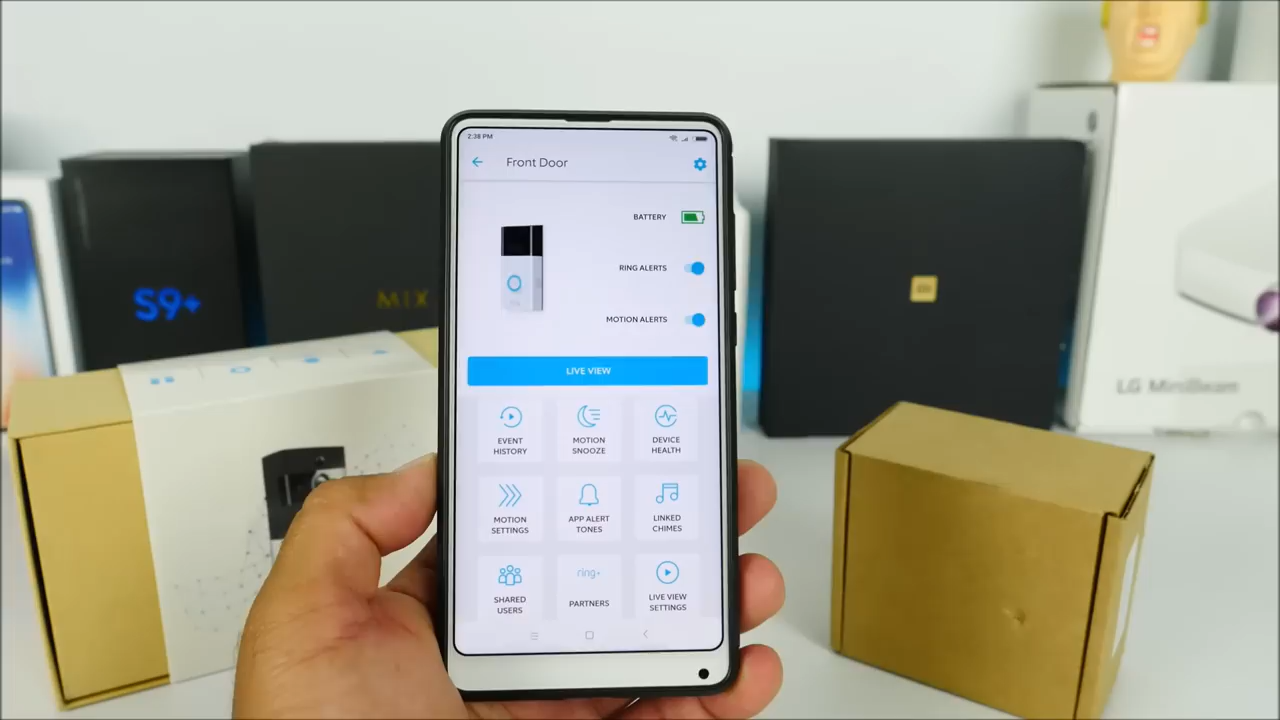 2:38 PM
Front Door
BATTERY
RING ALERTS
MOTION ALERTS
LIVE VIEW
EVENT
HISTORY
MOTION
SNOOZE
DEVICE
HEALTH
MOTION
SETTINGS
APP ALERT
TONES
LINKED
CHIMES
SHARED
USERS
ring+
PARTNERS
LIVE VIEW
SETTINGS
S9+
MIX
MI
LG MiniBeam